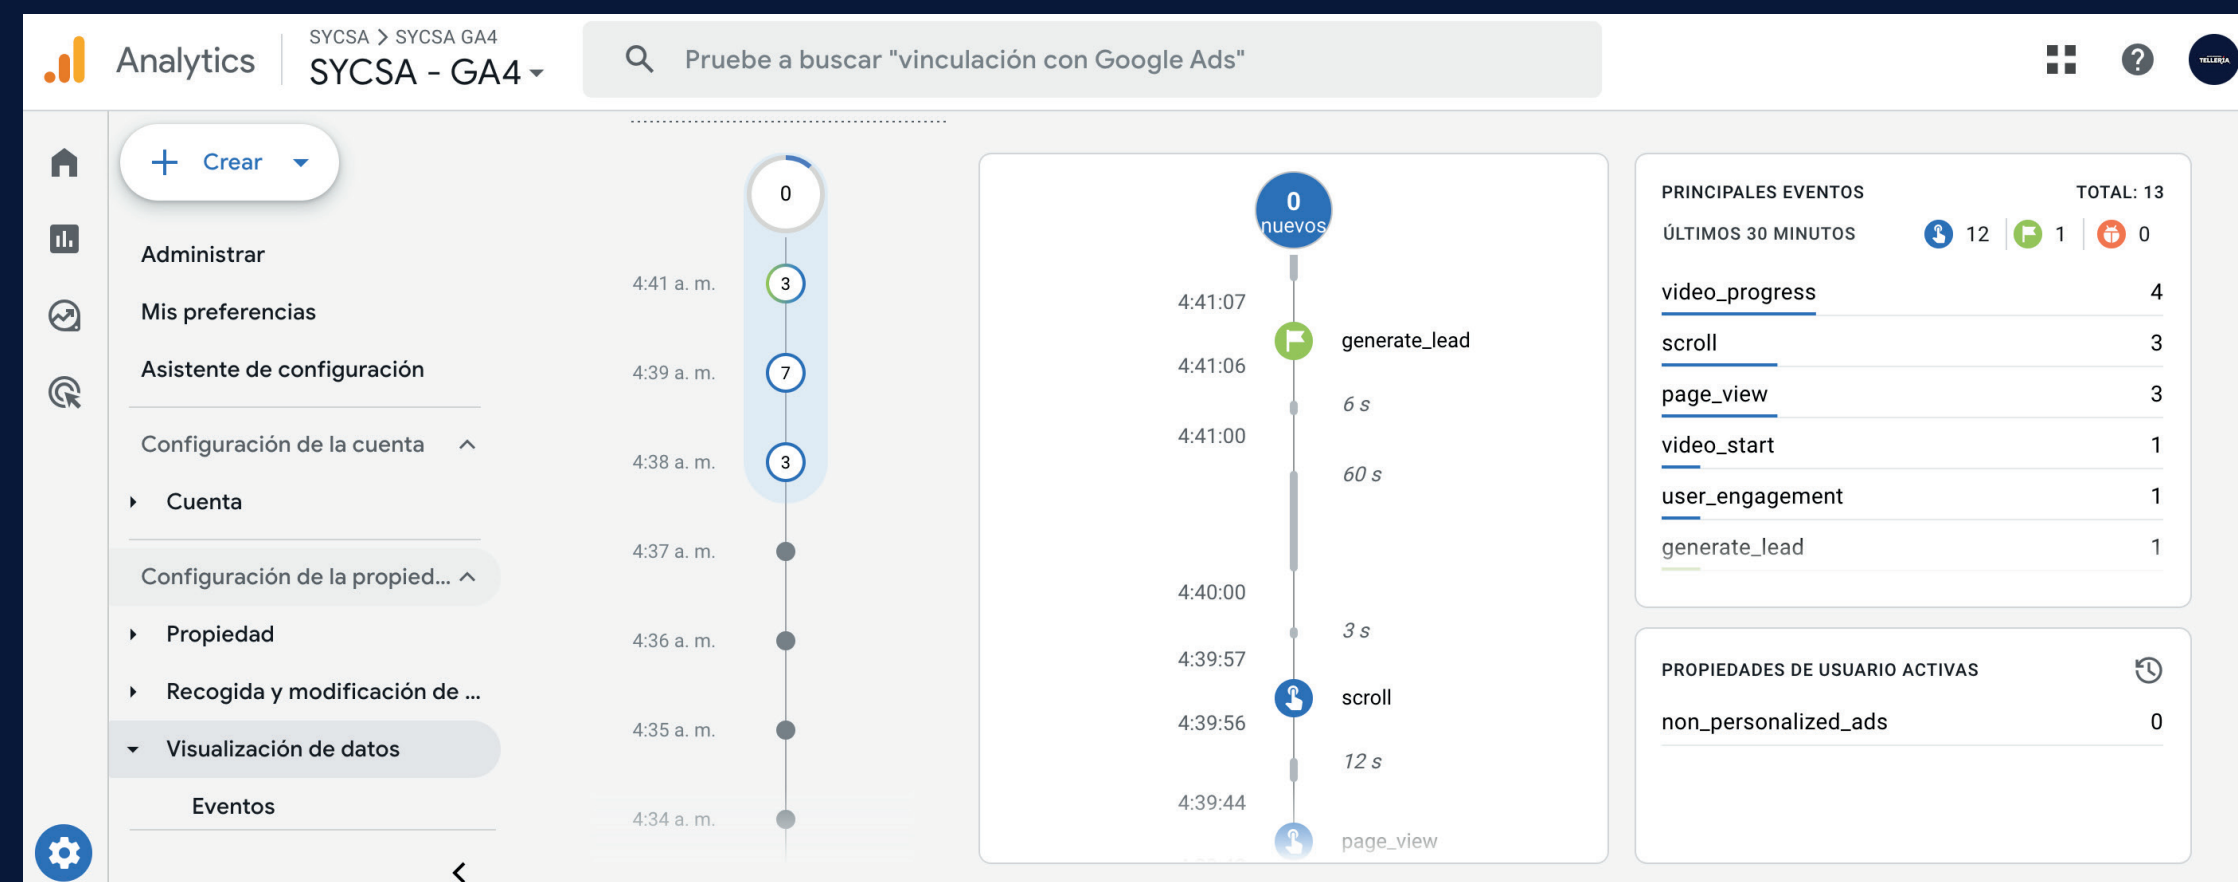 Analytics
SYCSA > SYCSA GA4
SYCSA - GA4
Pruebe a buscar "vinculación con Google Ads"
TELLERIA
Crear
Administrar
Mis preferencias
Asistente de configuración
Configuración de la cuenta
Cuenta
Configuración de la propied...
Propiedad
Recogida y modificación de ...
Visualización de datos
Eventos
0
4:41 a. m. 3
4:39 a. m. 7
4:38 a. m. 3
4:37 a. m.
4:36 a. m.
4:35 a. m.
4:34 a. m.
0
nuevos
4:41:07
generate_lead
4:41:06
6 s
4:41:00
60 s
4:40:00
3 s
4:39:57
scroll
4:39:56
12 s
4:39:44
page_view
PRINCIPALES EVENTOS TOTAL: 13
ÚLTIMOS 30 MINUTOS 12 1 0
video_progress 4
scroll 3
page_view 3
video_start 1
user_engagement 1
generate_lead 1
PROPIEDADES DE USUARIO ACTIVAS
non_personalized_ads 0